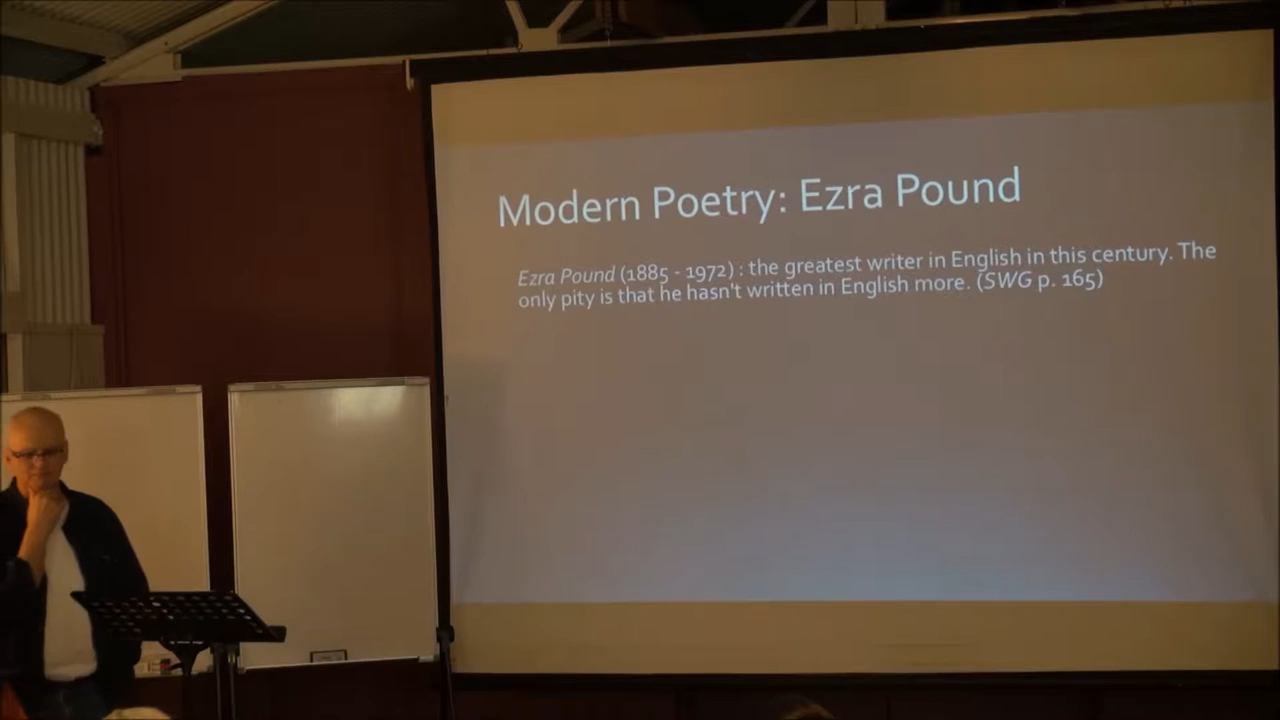 Modern Poetry: Ezra Pound
Ezra Pound (1885 - 1972) : the greatest writer in English in this century. The
only pity is that he hasn't written in English more. (SWG p. 165)